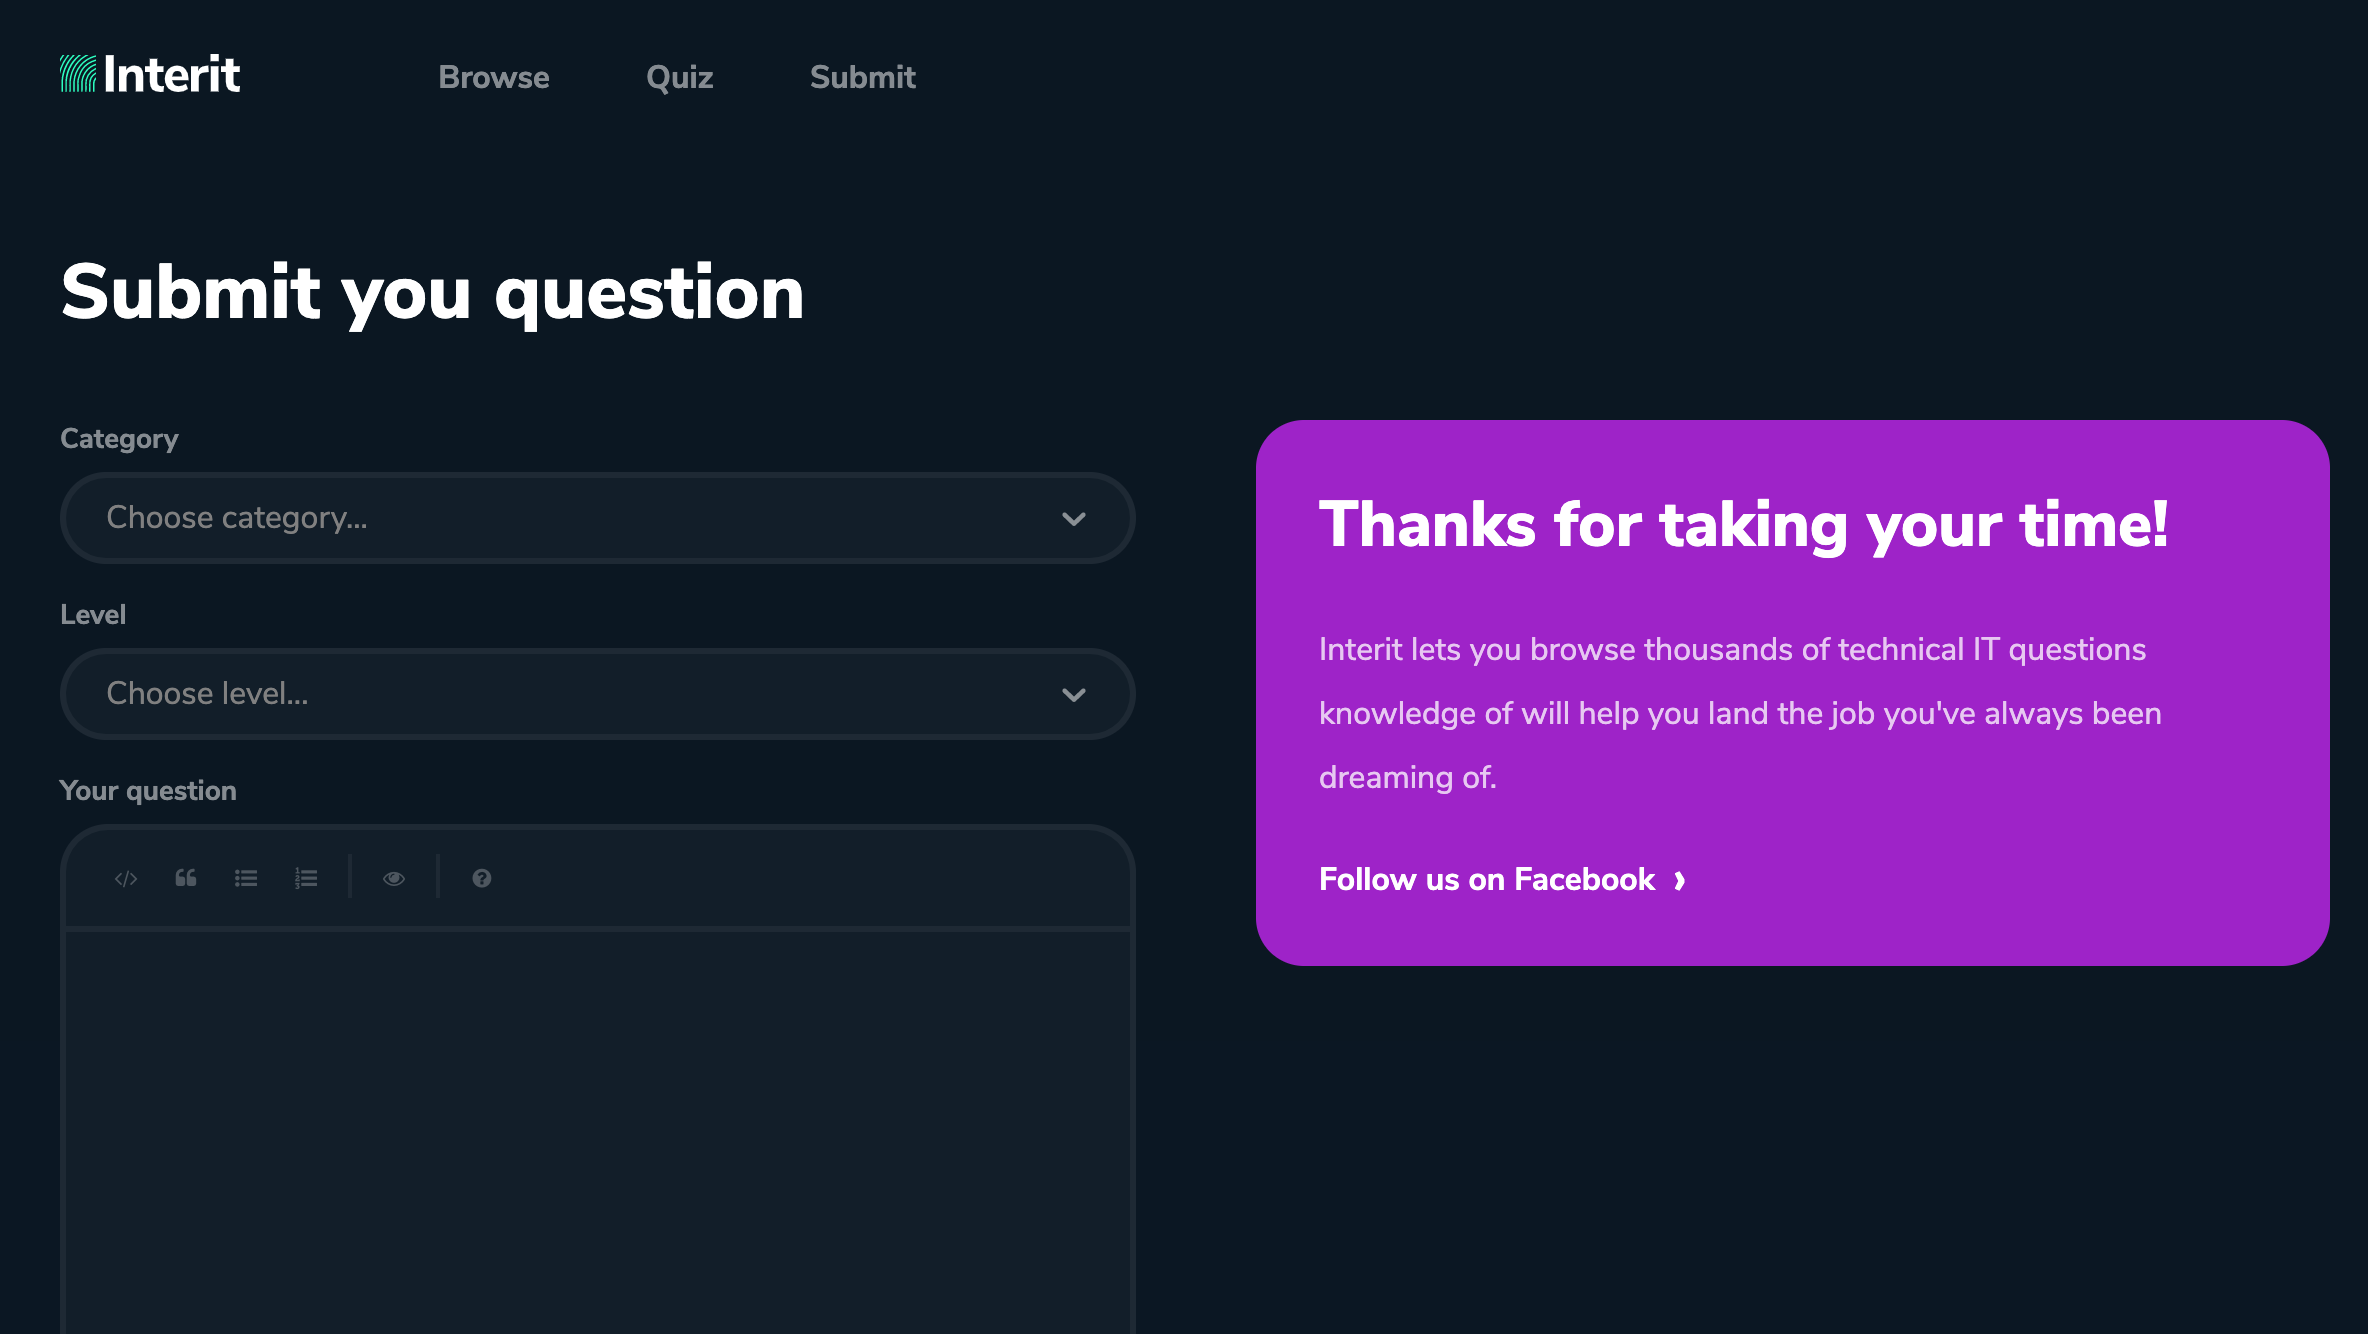 Interit
Browse
Quiz
Submit
Submit you question
Category
Choose category...
Level
Choose level...
Your question
Thanks for taking your time!
Interit lets you browse thousands of technical IT questions
knowledge of will help you land the job you've always been
dreaming of.
Follow us on Facebook